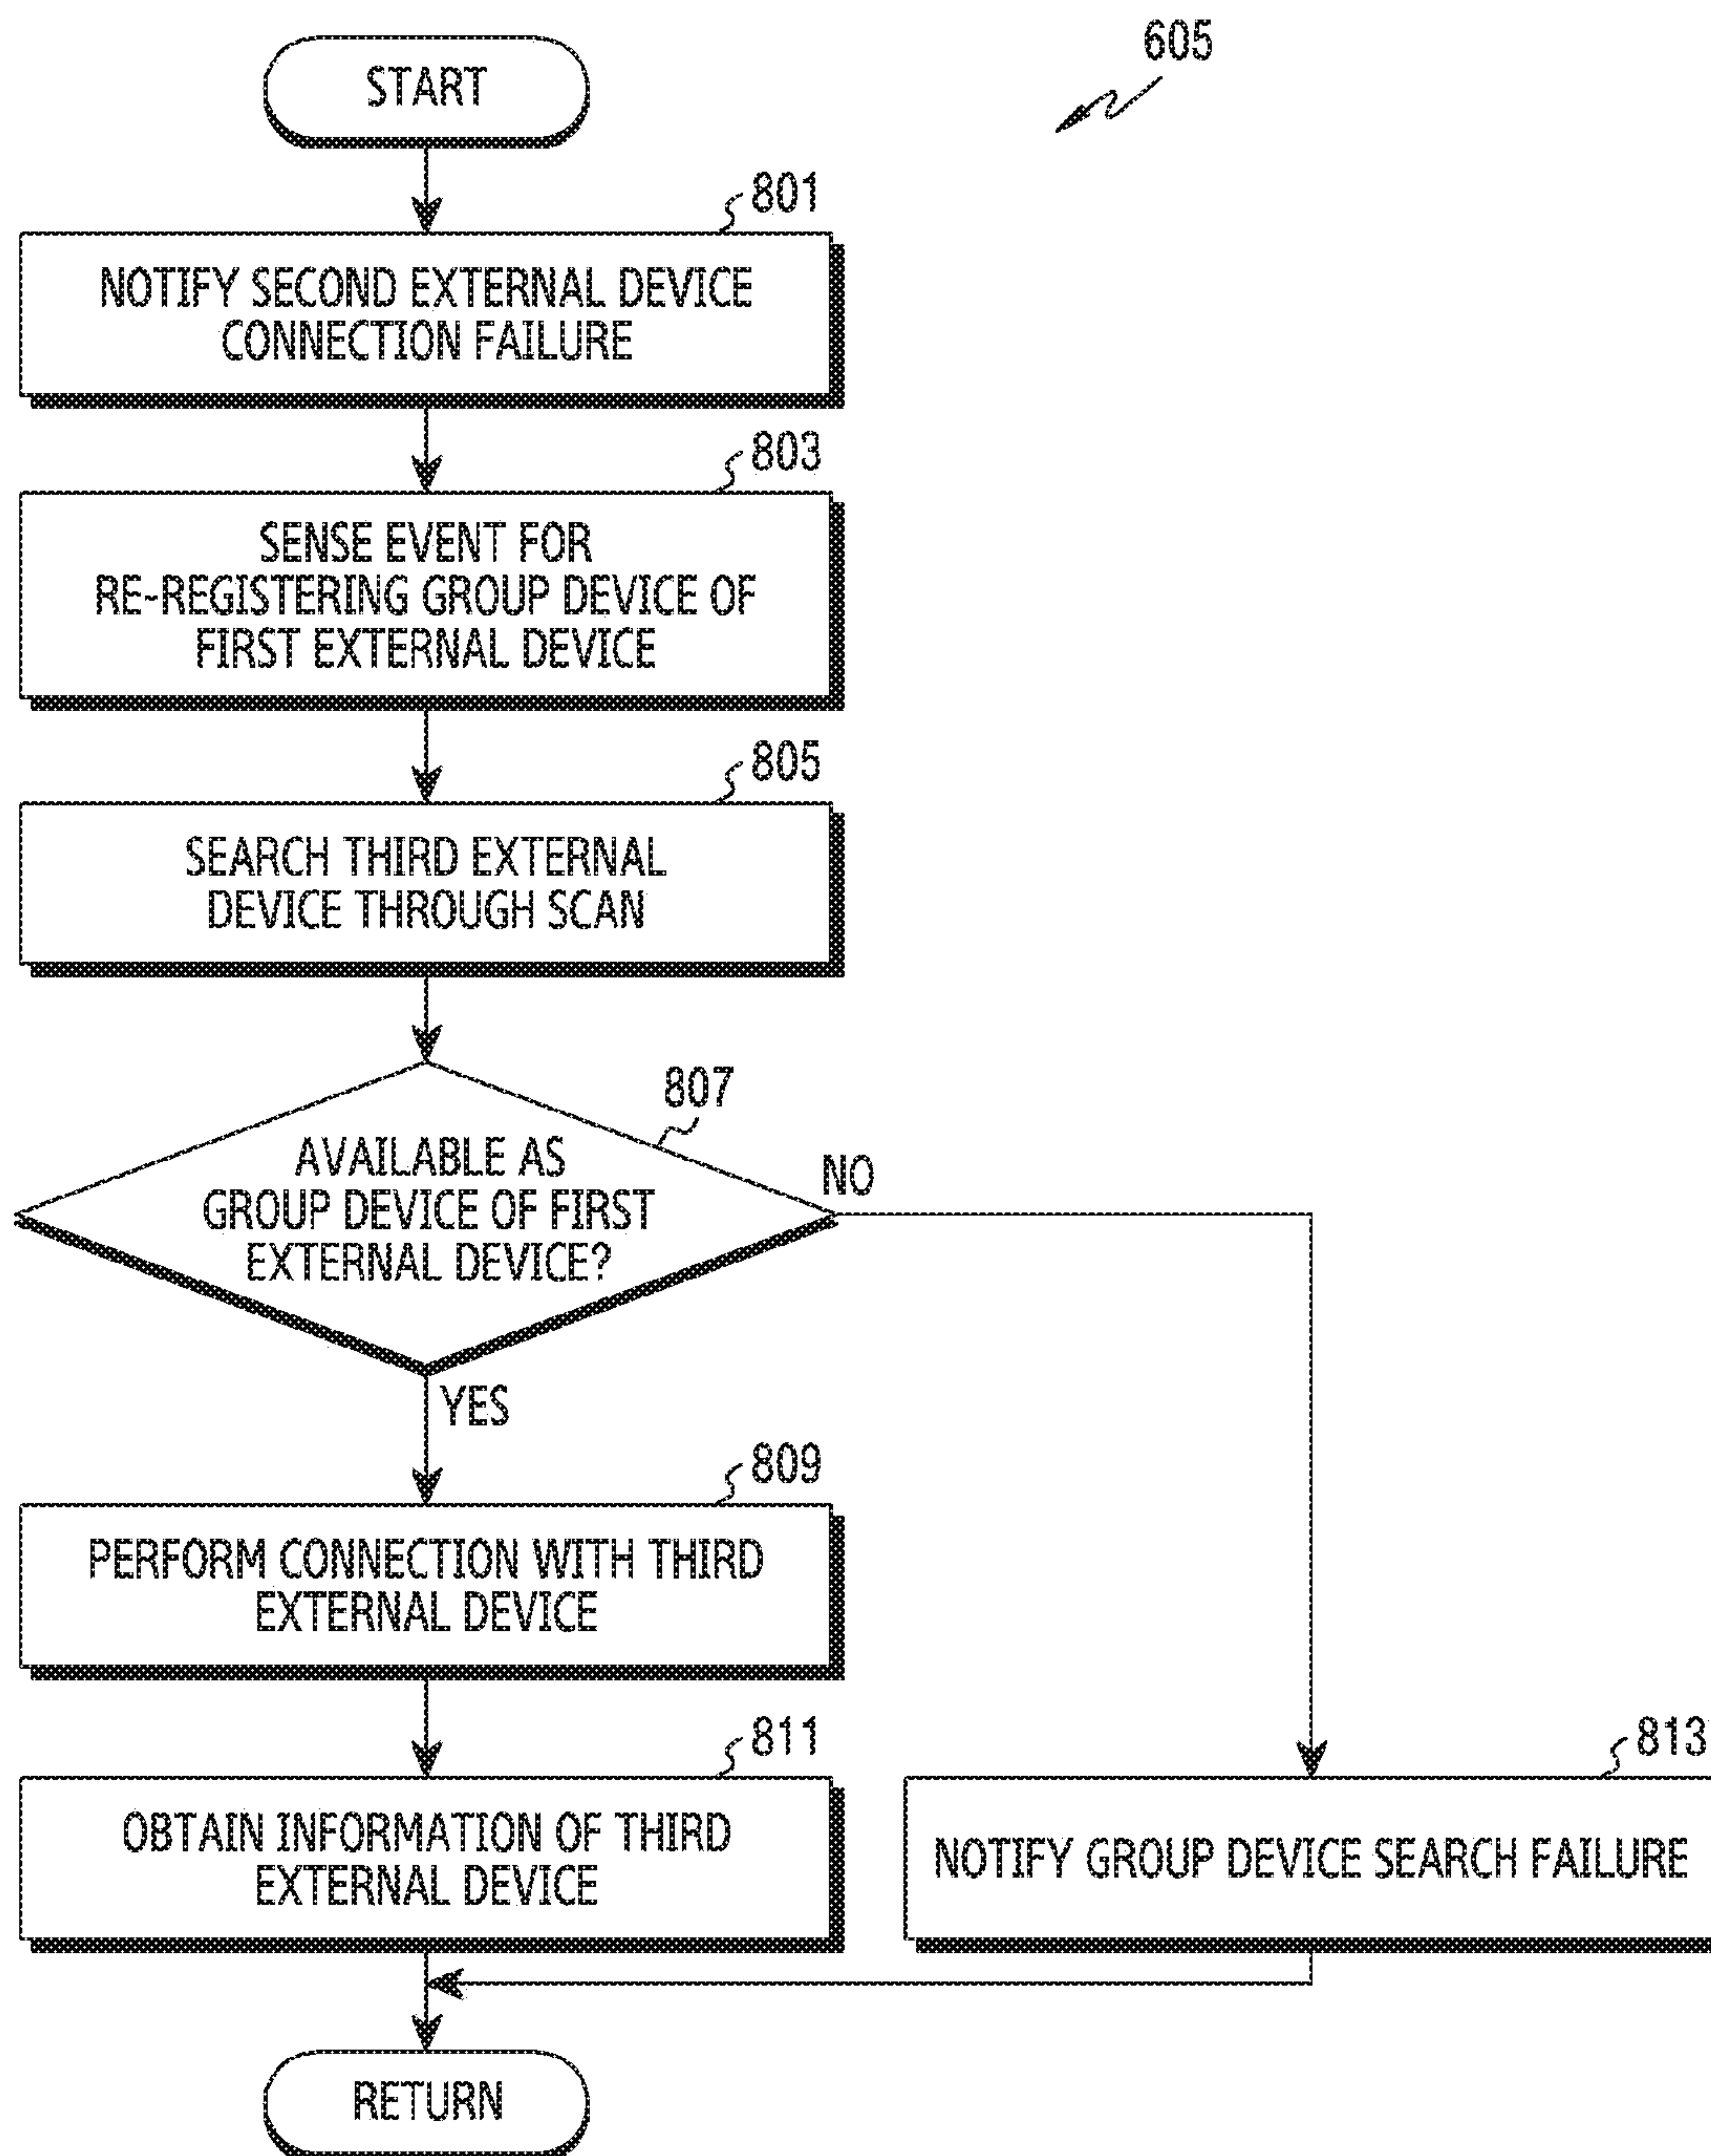 605
START
801
NOTIFY SECOND EXTERNAL DEVICE
CONNECTION FAILURE
803
SENSE EVENT FOR
RE-REGISTERING GROUP DEVICE OF
FIRST EXTERNAL DEVICE
805
SEARCH THIRD EXTERNAL
DEVICE THROUGH SCAN
807
AVAILABLE AS
GROUP DEVICE OF FIRST
EXTERNAL DEVICE?
NO
YES
809
PERFORM CONNECTION WITH THIRD
EXTERNAL DEVICE
811
OBTAIN INFORMATION OF THIRD
EXTERNAL DEVICE
813
NOTIFY GROUP DEVICE SEARCH FAILURE
RETURN